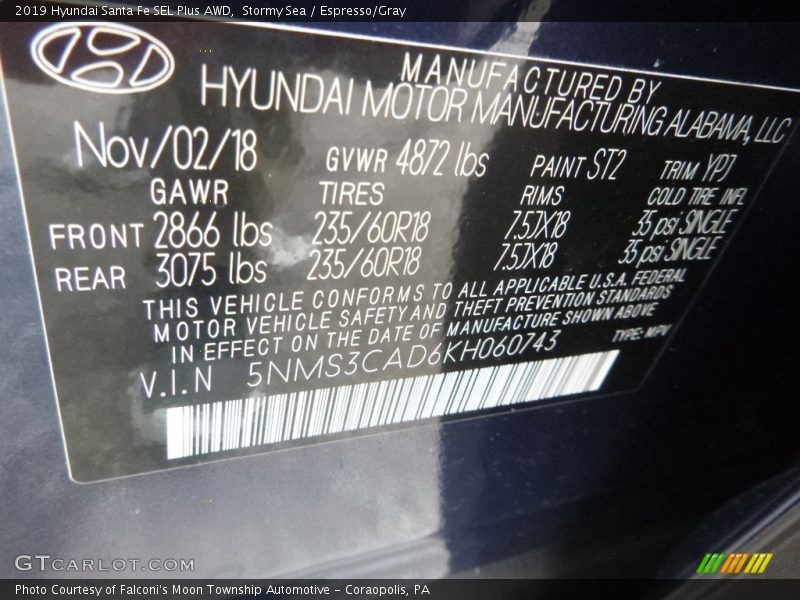 2019 Hyundai Santa Fe SEL Plus AWD, Stormy Sea / Espresso/Gray
MANUFACTURED BY
HYUNDAI MOTOR MANUFACTURING ALABAMA, LLC
Nov/02/18 GVWR 4872 lbs PAINT ST2 TRIM YPJ
GAWR TIRES RIMS COLD TIRE INFL
FRONT 2866 lbs 235/60R18 7.5JX18 35 psi SINGLE
REAR 3075 lbs 235/60R18 7.5JX18 35 psi SINGLE
THIS VEHICLE CONFORMS TO ALL APPLICABLE U.S.A. FEDERAL
MOTOR VEHICLE SAFETY AND THEFT PREVENTION STANDARDS
IN EFFECT ON THE DATE OF MANUFACTURE SHOWN ABOVE
V.I.N 5NMS3CAD6KH060743 TYPE: MPV
GTCARLOT.COM
Photo Courtesy of Falconi's Moon Township Automotive - Coraopolis, PA